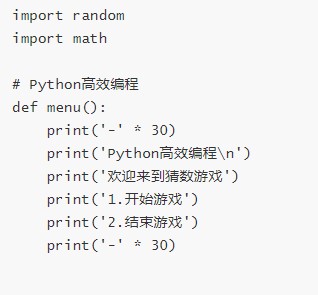 import random
import math
# Python高效编程
def menu():
    print('-' * 30)
    print('Python高效编程\n')
    print('欢迎来到猜数游戏')
    print('1.开始游戏')
    print('2.结束游戏')
    print('-' * 30)